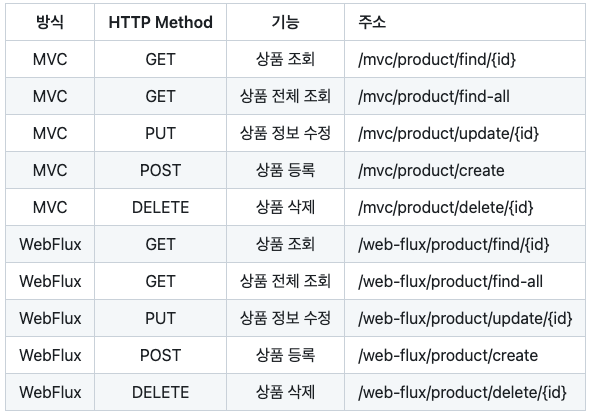 방식 HTTP Method 기능 주소
MVC GET 상품 조회 /mvc/product/find/{id}
MVC GET 상품 전체 조회 /mvc/product/find-all
MVC PUT 상품 정보 수정 /mvc/product/update/{id}
MVC POST 상품 등록 /mvc/product/create
MVC DELETE 상품 삭제 /mvc/product/delete/{id}
WebFlux GET 상품 조회 /web-flux/product/find/{id}
WebFlux GET 상품 전체 조회 /web-flux/product/find-all
WebFlux PUT 상품 정보 수정 /web-flux/product/update/{id}
WebFlux POST 상품 등록 /web-flux/product/create
WebFlux DELETE 상품 삭제 /web-flux/product/delete/{id}